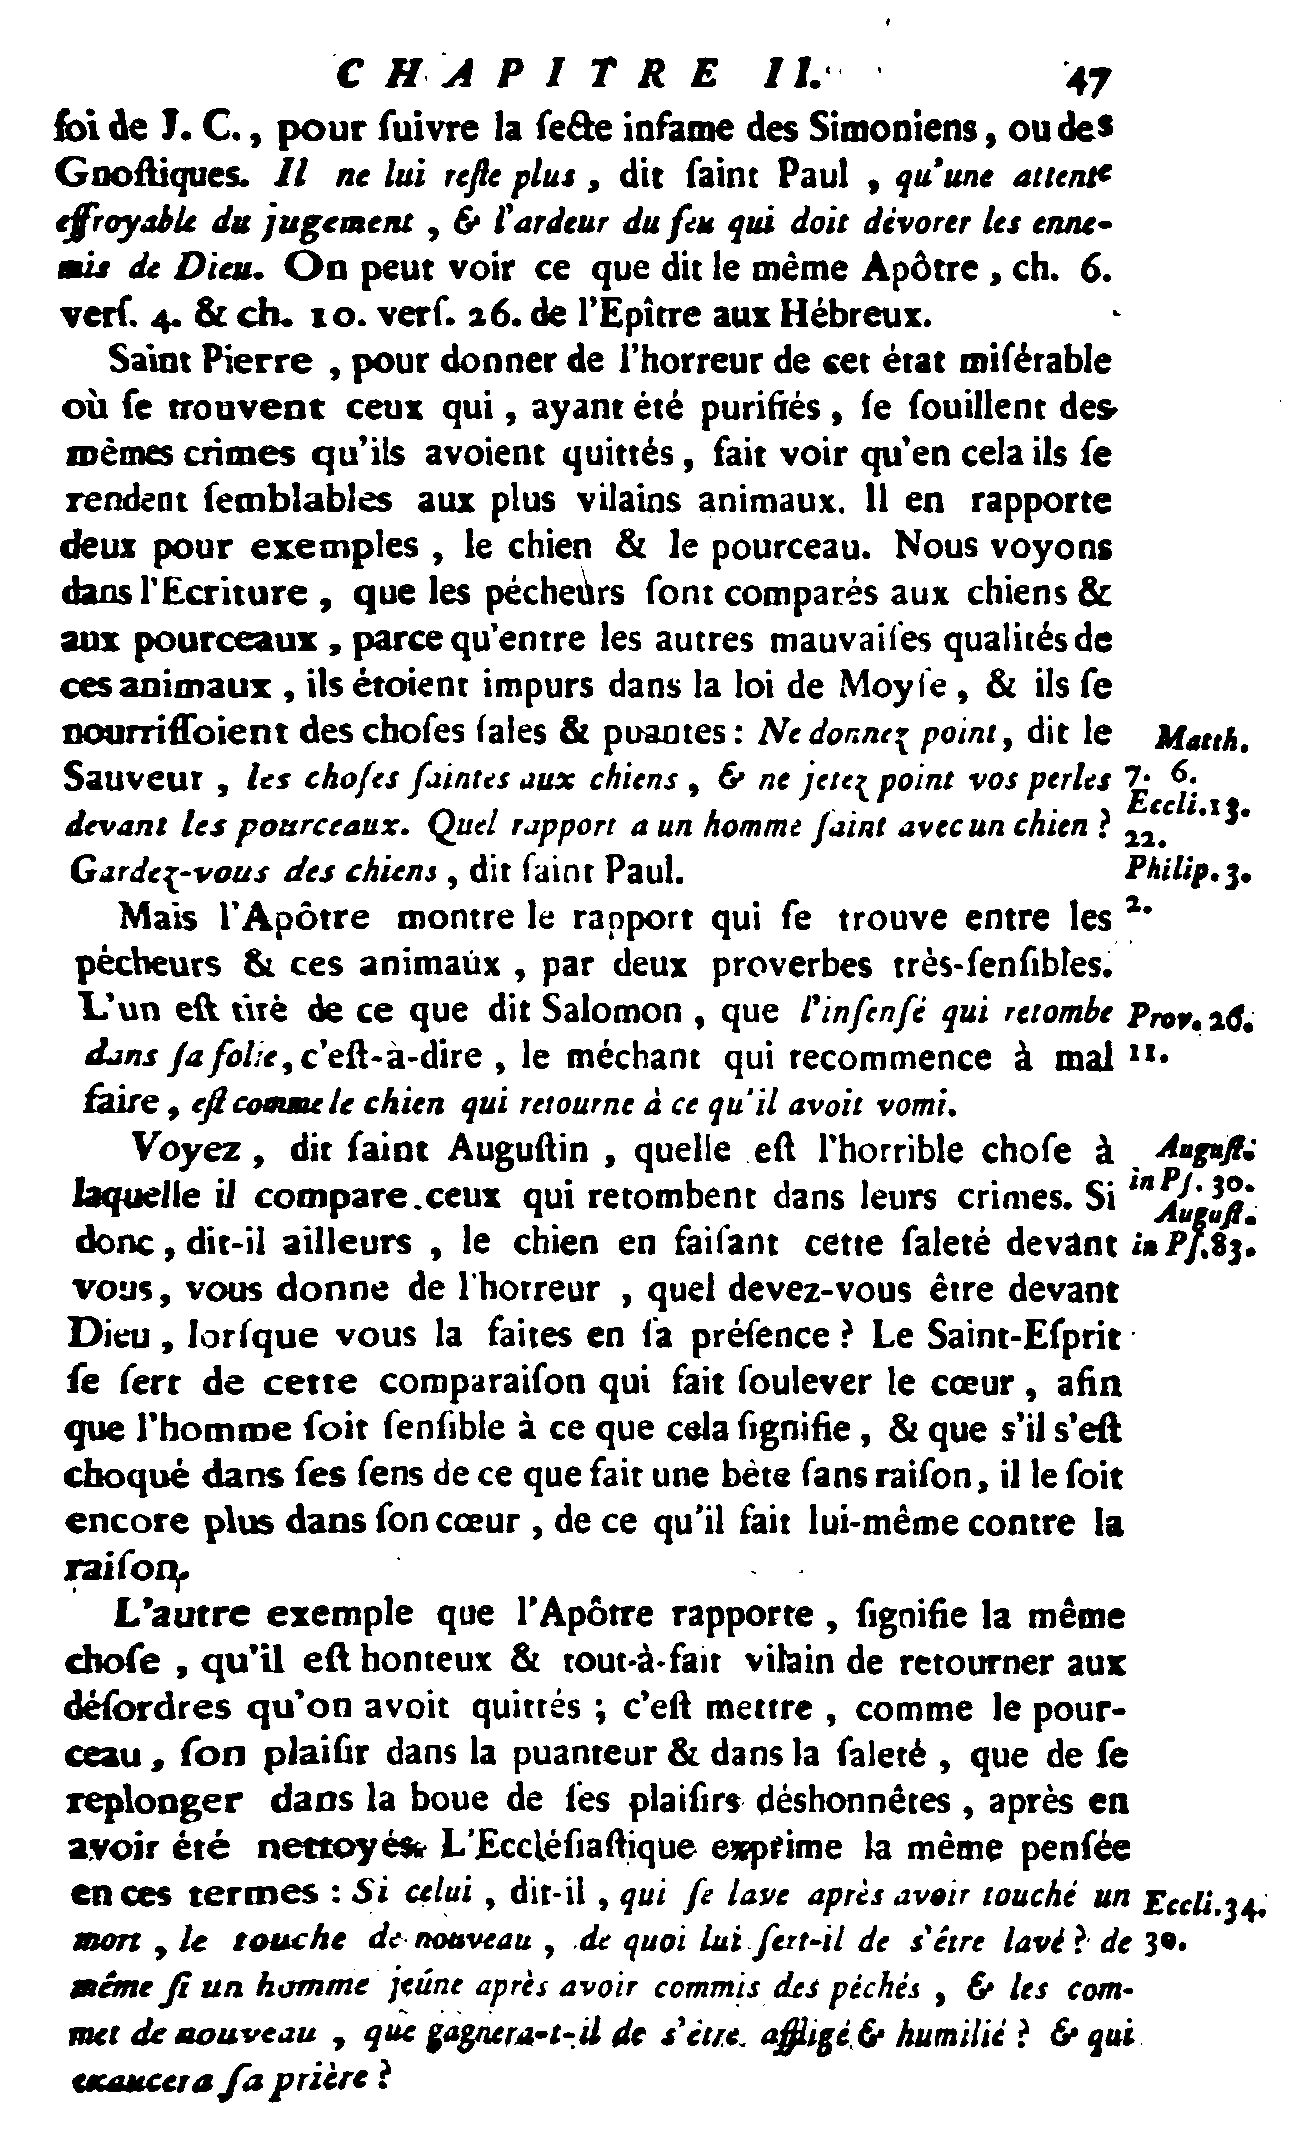 CHAPITRE II. 47
foi de J. C., pour ſuivre la ſecte infame des Simoniens, ou des
Gnoſtiques. Il ne lui reſte plus, dit ſaint Paul, qu'une attente
effroyable du jugement, & l'ardeur du feu qui doit dévorer les enne-
mis de Dieu. On peut voir ce que dit le même Apôtre, ch. 6.
verſ. 4. & ch. 10. verſ. 26. de l'Epître aux Hébreux.
Saint Pierre, pour donner de l'horreur de cet état miſérable
où ſe trouvent ceux qui, ayant été purifiés, ſe ſouillent des
mêmes crimes qu'ils avoient quittés, fait voir qu'en cela ils ſe
rendent ſemblables aux plus vilains animaux. Il en rapporte
deux pour exemples, le chien & le pourceau. Nous voyons
dans l'Ecriture, que les pécheurs ſont comparés aux chiens &
aux pourceaux, parce qu'entre les autres mauvaiſes qualités de
ces animaux, ils étoient impurs dans la loi de Moyſe, & ils ſe
nourriſſoient des choſes ſales & puantes : Ne donnez point, dit le
Matth.
Sauveur, les choſes ſaintes aux chiens, & ne jetez point vos perles
7. 6.
Eccli. 13.
devant les pourceaux. Quel rapport a un homme ſaint avec un chien ?
22.
Gardez-vous des chiens, dit ſaint Paul.
Philip. 3.
Mais l'Apôtre montre le rapport qui ſe trouve entre les
2.
pécheurs & ces animaux, par deux proverbes très-ſenſibles.
L'un eſt tiré de ce que dit Salomon, que l'inſenſé qui retombe
Prov. 26.
dans ſa folie, c'eſt-à-dire, le méchant qui recommence à mal
11.
faire, eſt comme le chien qui retourne à ce qu'il avoit vomi.
Voyez, dit ſaint Auguſtin, quelle eſt l'horrible choſe à
Auguſt.
laquelle il compare ceux qui retombent dans leurs crimes. Si
in Pſ. 30.
Auguſt.
donc, dit-il ailleurs, le chien en faiſant cette ſaleté devant
in Pſ. 83.
vous, vous donne de l'horreur, quel devez-vous être devant
Dieu, lorſque vous la faites en ſa préſence ? Le Saint-Eſprit
ſe ſert de cette comparaiſon qui fait ſoulever le cœur, afin
que l'homme ſoit ſenſible à ce que cela ſignifie, & que s'il s'eſt
choqué dans ſes ſens de ce que fait une bête ſans raiſon, il le ſoit
encore plus dans ſon cœur, de ce qu'il fait lui-même contre la
raiſon.
L'autre exemple que l'Apôtre rapporte, ſignifie la même
choſe, qu'il eſt honteux & tout-à-fait vilain de retourner aux
déſordres qu'on avoit quittés ; c'eſt mettre, comme le pour-
ceau, ſon plaiſir dans la puanteur & dans la ſaleté, que de ſe
replonger dans la boue de ſes plaiſirs déshonnêtes, après en
avoir été nettoyés. L'Eccléſiaſtique exprime la même penſée
en ces termes : Si celui, dit-il, qui ſe lave après avoir touché un
Eccli. 34.
mort, le touche de nouveau, de quoi lui ſert-il de s'être lavé ? de
30.
même ſi un homme jeûne après avoir commis des péchés, & les com-
met de nouveau, que gagnera-t-il de s'être affligé & humilié ? & qui
exaucera ſa prière ?